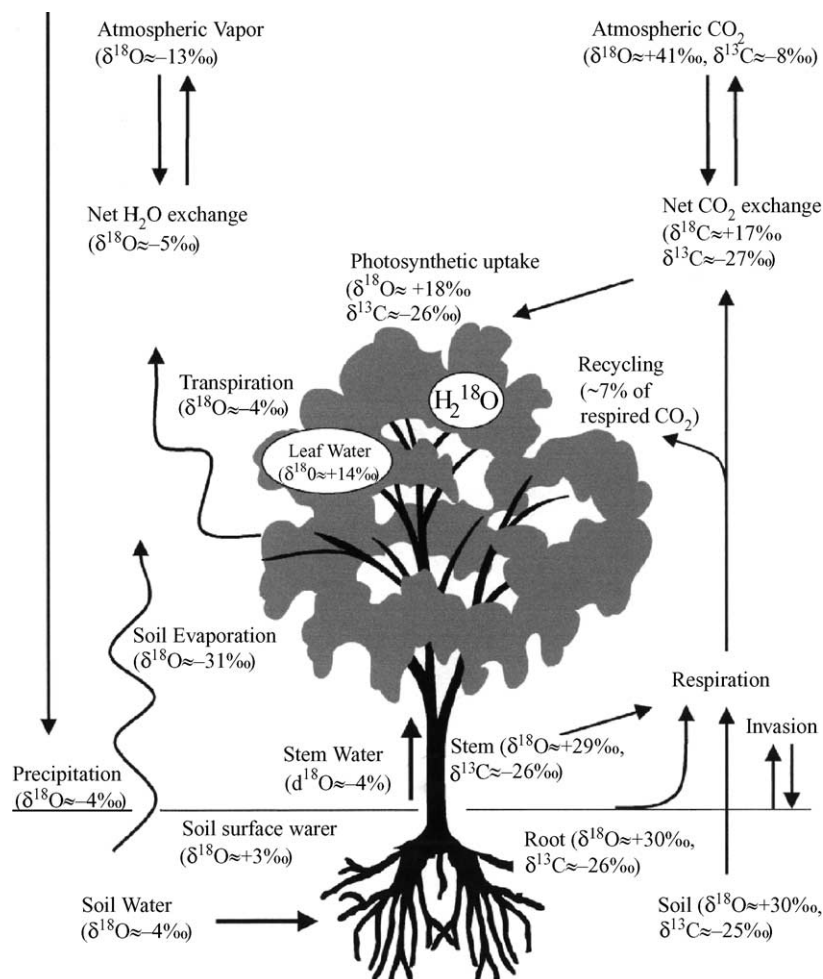 Atmospheric Vapor
(δ¹⁸O≈–13‰)
Atmospheric CO₂
(δ¹⁸O≈+41‰, δ¹³C≈–8‰)
Net H₂O exchange
(δ¹⁸O≈–5‰)
Net CO₂ exchange
(δ¹⁸C≈+17‰
δ¹³C≈–27‰)
Photosynthetic uptake
(δ¹⁸O≈ +18‰
δ¹³C≈–26‰)
Transpiration
(δ¹⁸O≈–4‰)
H₂¹⁸O
Recycling
(~7% of
respired CO₂)
Leaf Water
(δ¹⁸0≈+14‰)
Soil Evaporation
(δ¹⁸O≈–31‰)
Respiration
Invasion
Stem Water
(d¹⁸O≈–4%)
Stem (δ¹⁸O≈+29‰,
δ¹³C≈–26‰)
Precipitation
(δ¹⁸O≈–4‰)
Soil surface warer
(δ¹⁸O≈+3‰)
Root (δ¹⁸O≈+30‰,
δ¹³C≈–26‰)
Soil Water
(δ¹⁸O≈–4‰)
Soil (δ¹⁸O≈+30‰,
δ¹³C≈–25‰)